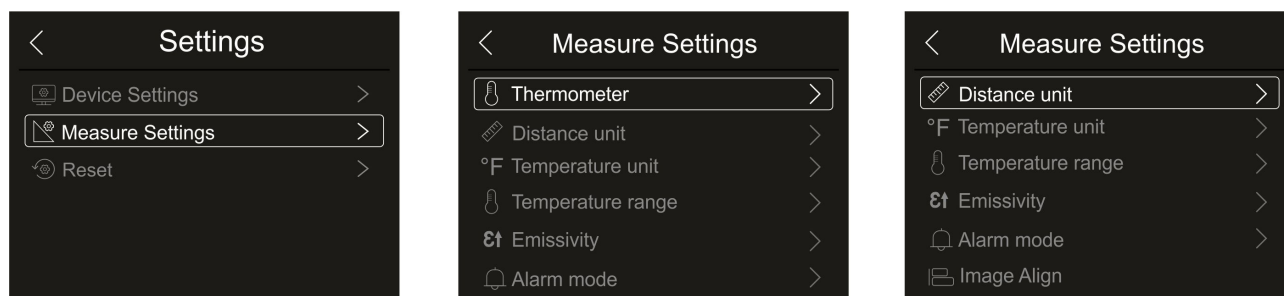 Settings
Device Settings
Measure Settings
Reset
Measure Settings
Thermometer
Distance unit
°F Temperature unit
Temperature range
Ɛ↑ Emissivity
Alarm mode
Measure Settings
Distance unit
°F Temperature unit
Temperature range
Ɛ↑ Emissivity
Alarm mode
Image Align